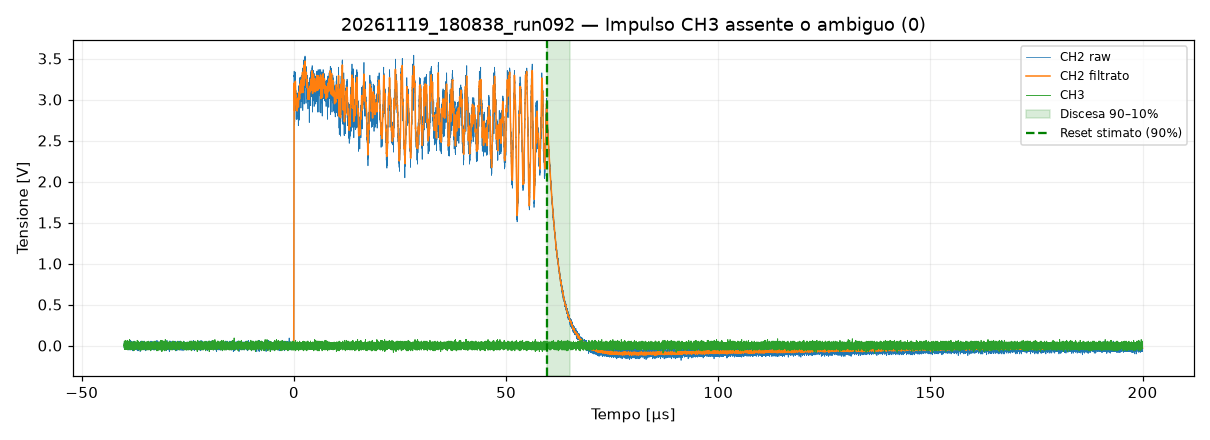 20261119_180838_run092 — Impulso CH3 assente o ambiguo (0)
CH2 raw
CH2 filtrato
CH3
Discesa 90–10%
Reset stimato (90%)
Tensione [V]
3.5
3.0
2.5
2.0
1.5
1.0
0.5
0.0
−50
0
50
100
150
200
Tempo [µs]